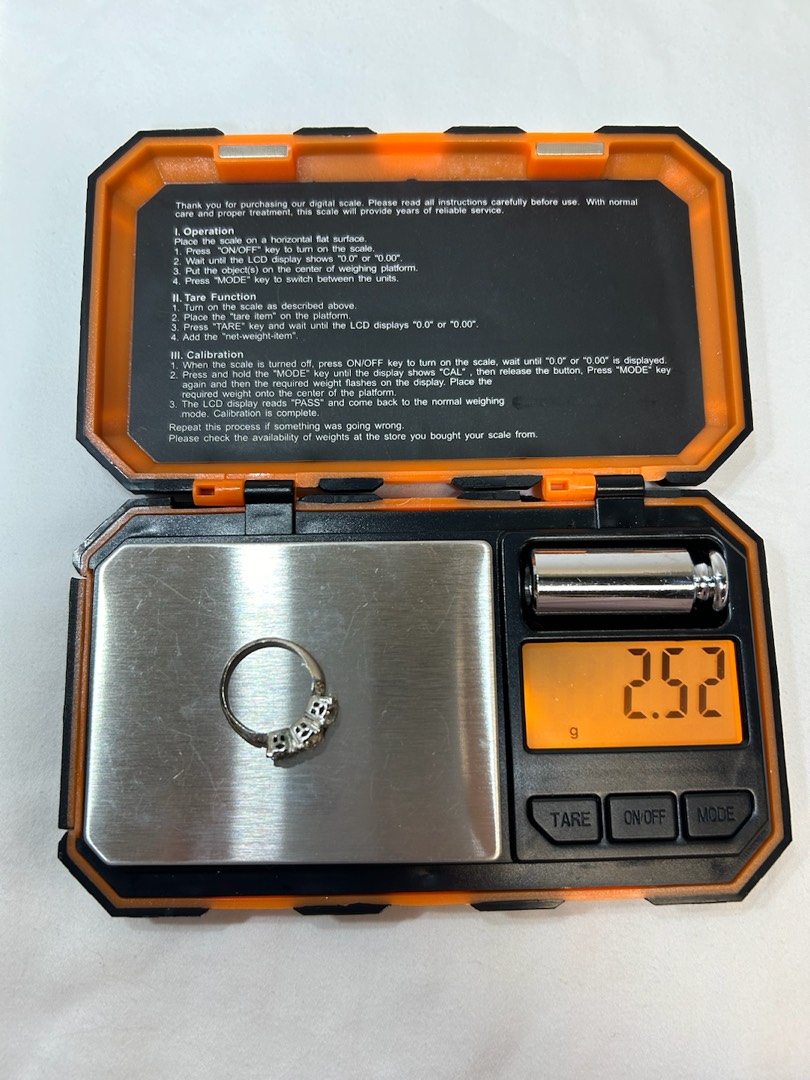 Thank you for purchasing our digital scale. Please read all instructions carefully before use. With normal
care and proper treatment, this scale will provide years of reliable service.
I. Operation
Place the scale on a horizontal flat surface.
1. Press "ON/OFF" key to turn on the scale.
2. Wait until the LCD display shows "0.0" or "0.00".
3. Put the object(s) on the center of weighing platform.
4. Press "MODE" key to switch between the units.
II. Tare Function
1. Turn on the scale as described above.
2. Place the "tare item" on the platform.
3. Press "TARE" key and wait until the LCD displays "0.0" or "0.00".
4. Add the "net-weight-item".
III. Calibration
1. When the scale is turned off, press ON/OFF key to turn on the scale, wait until "0.0" or "0.00" is displayed.
2. Press and hold the "MODE" key until the display shows "CAL" , then release the button, Press "MODE" key
again and then the required weight flashes on the display. Place the
required weight onto the center of the platform.
3. The LCD display reads "PASS" and come back to the normal weighing
mode. Calibration is complete.
Repeat this process if something was going wrong.
Please check the availability of weights at the store you bought your scale from.
2.52
g
TARE
ON/OFF
MODE